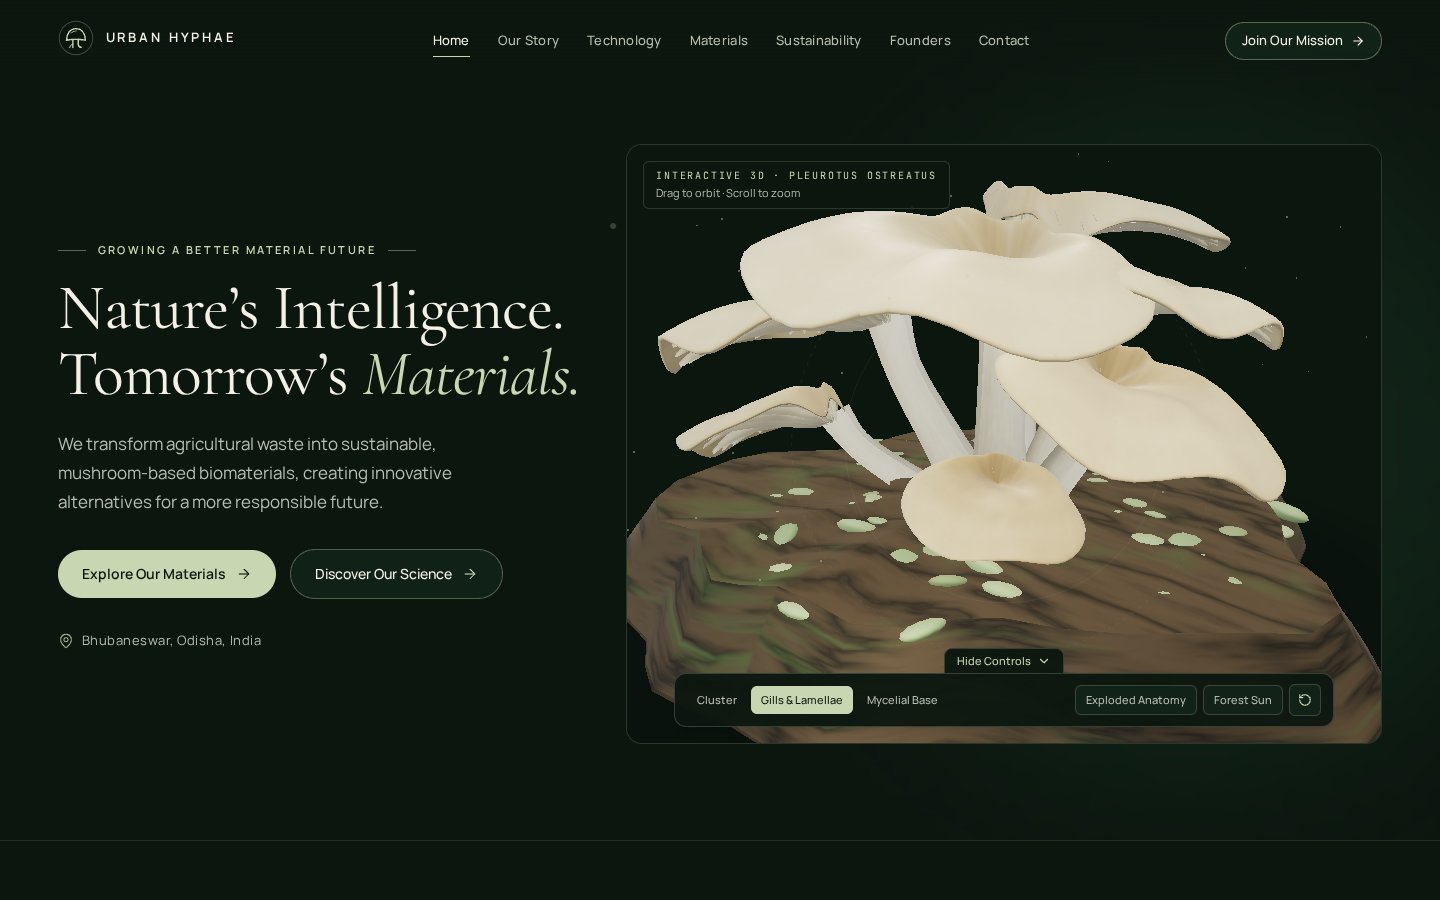 URBAN HYPHAE
Home
Our Story
Technology
Materials
Sustainability
Founders
Contact
Join Our Mission
GROWING A BETTER MATERIAL FUTURE
Nature’s Intelligence.
Tomorrow’s Materials.
We transform agricultural waste into sustainable,
mushroom-based biomaterials, creating innovative
alternatives for a more responsible future.
Explore Our Materials
Discover Our Science
Bhubaneswar, Odisha, India
INTERACTIVE 3D · PLEUROTUS OSTREATUS
Drag to orbit · Scroll to zoom
Hide Controls
Cluster
Gills & Lamellae
Mycelial Base
Exploded Anatomy
Forest Sun